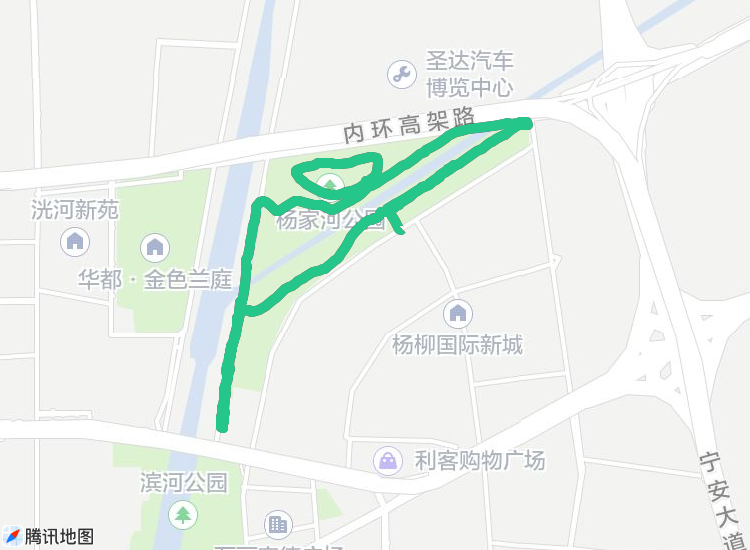 圣达汽车
博览中心
内环高架路
洸河新苑
杨家河公园
华都·金色兰庭
杨柳国际新城
利客购物广场
宁安大道
滨河公园
腾讯地图